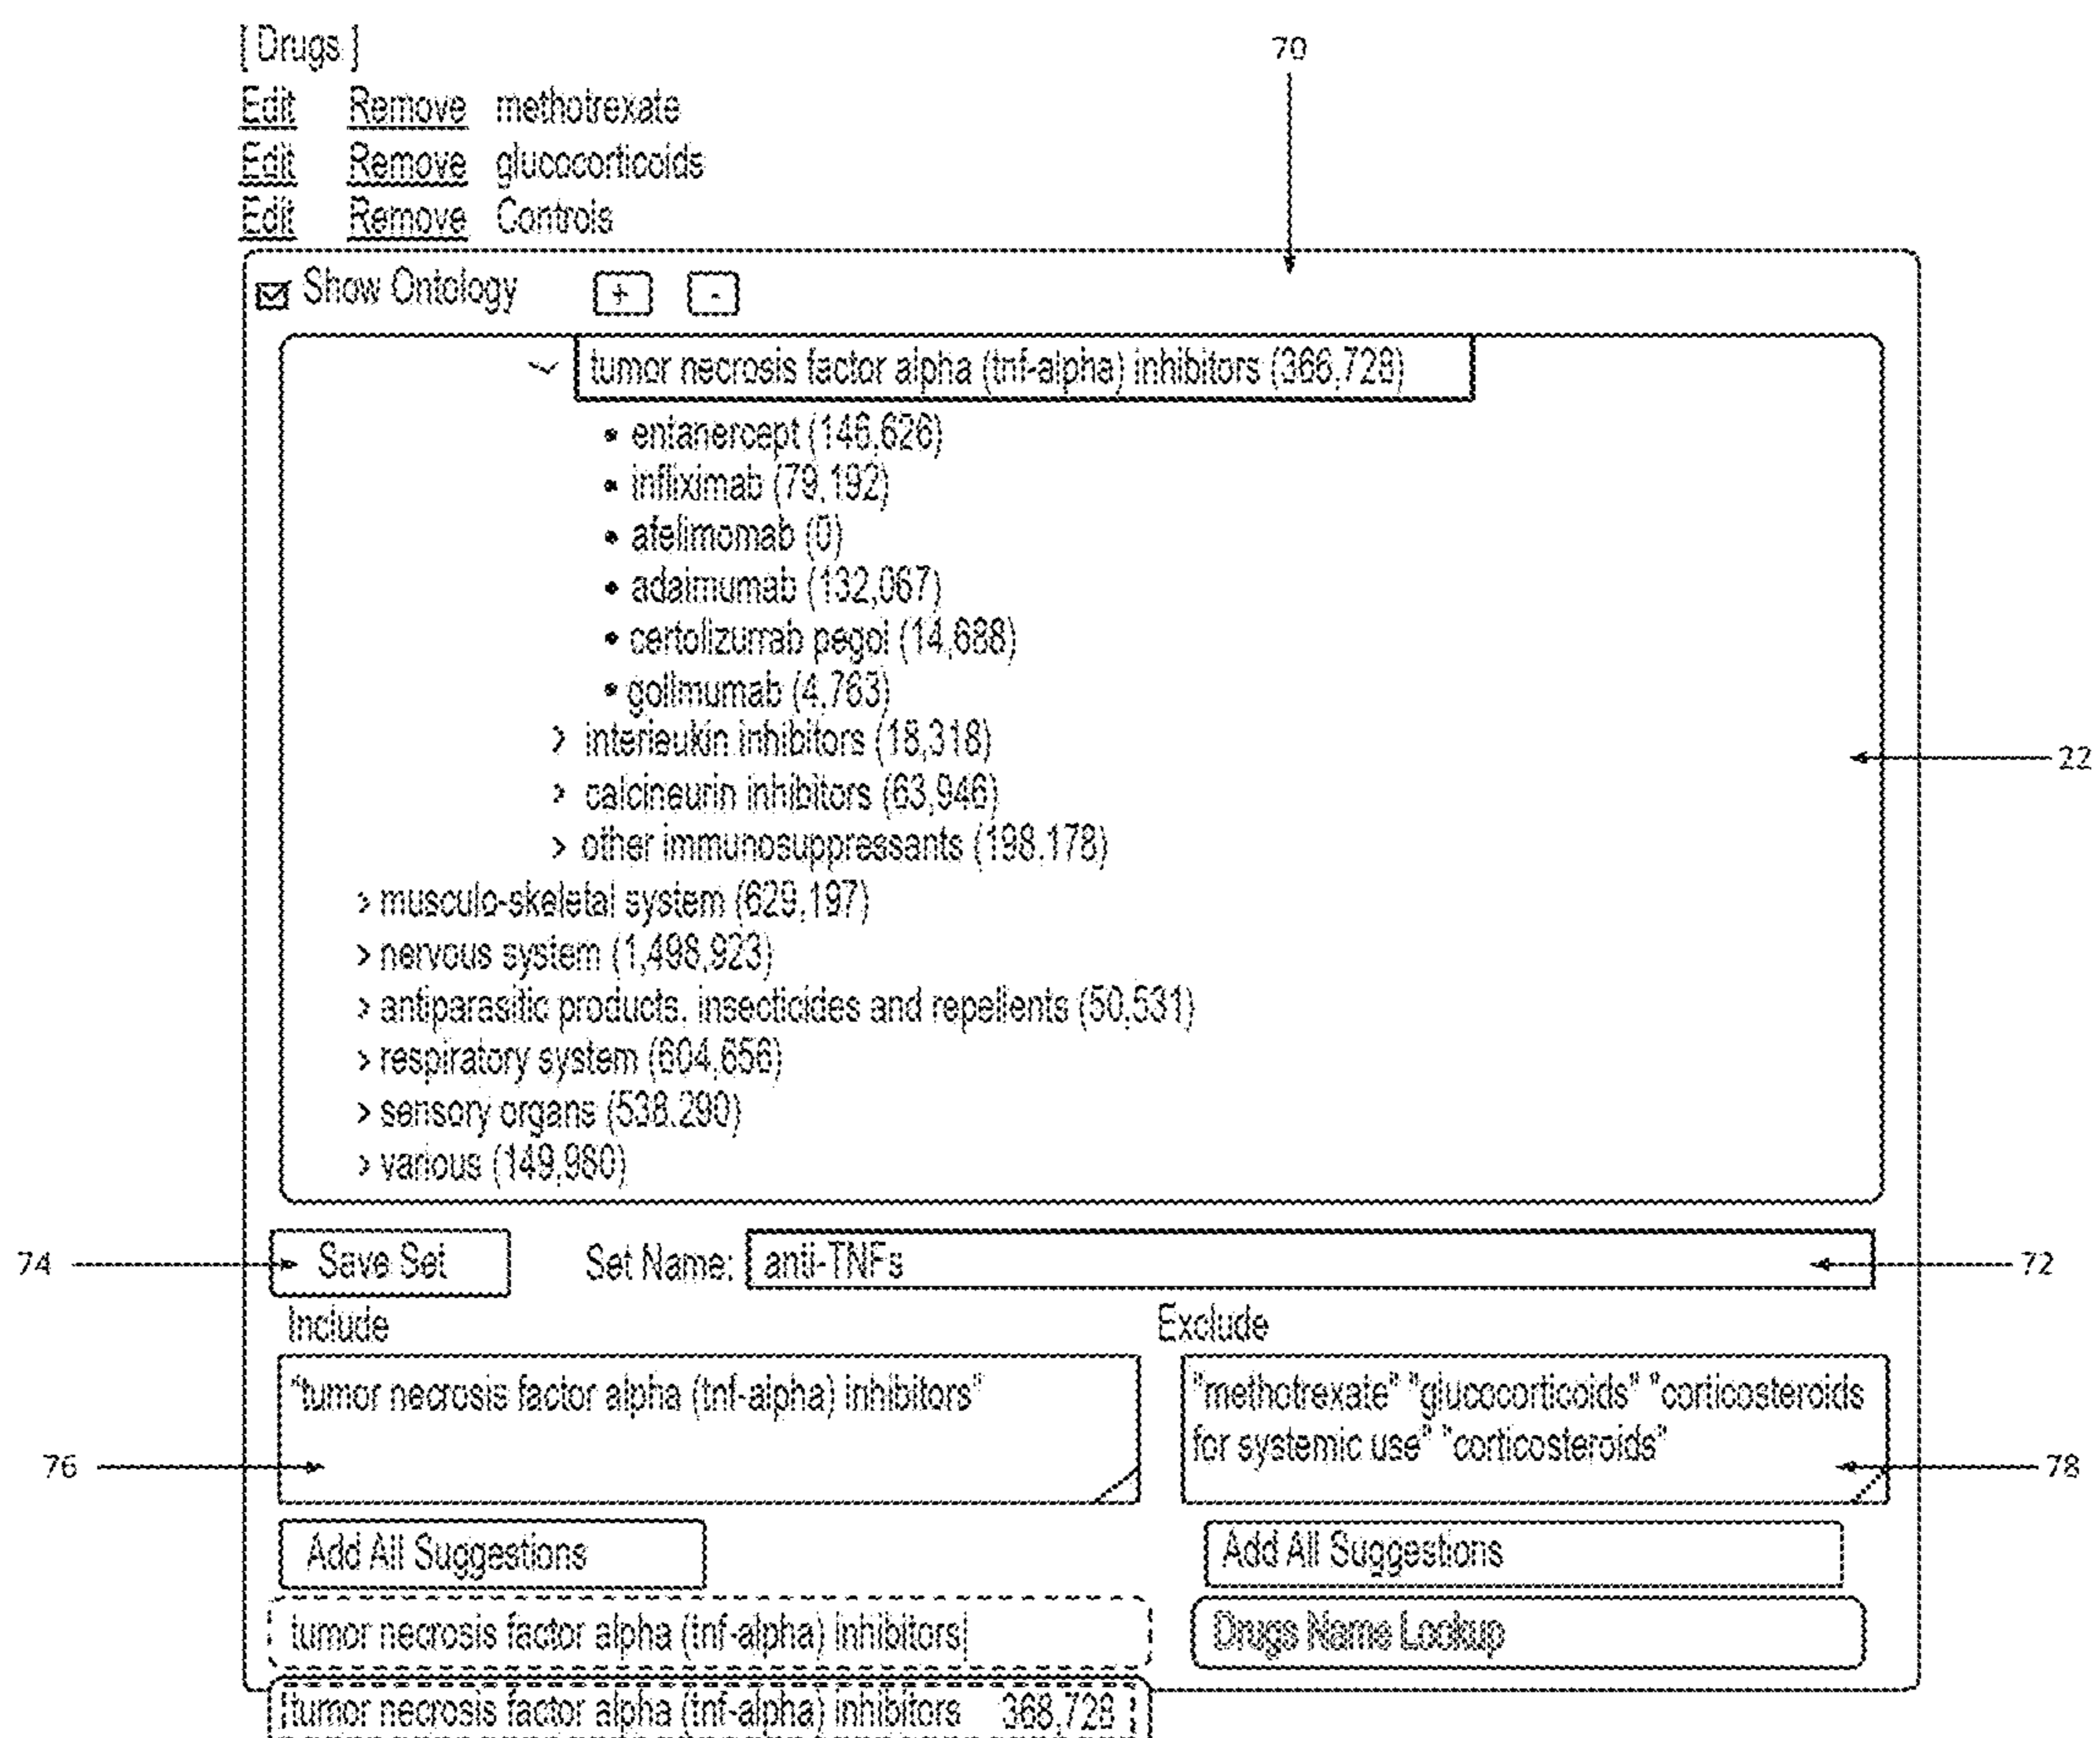 [ Drugs ]
70
Edit Remove methotrexate
Edit Remove glucocorticoids
Edit Remove Controls
Show Ontology + -
tumor necrosis factor alpha (tnf-alpha) inhibitors (366,728)
• entanercept (146,626)
• infliximab (79,192)
• afelimomab (0)
• adaimumab (132,067)
• certolizumab pegol (14,688)
• golimumab (4,763)
> interleukin inhibitors (18,318)
22
> calcineurin inhibitors (63,946)
> other immunosuppressants (198.178)
> musculo-skeletal system (629,197)
> nervous system (1,498,923)
> antiparasitic products. insecticides and repellents (50,531)
> respiratory system (604,656)
> sensory organs (538.290)
> various (149,980)
74 Save Set Set Name: anti-TNFs 72
Include Exclude
"tumor necrosis factor alpha (tnf-alpha) inhibitors" "methotrexate" "glucocorticoids" "corticosteroids
for systemic use" "corticosteroids"
76 78
Add All Suggestions Add All Suggestions
tumor necrosis factor alpha (tnf-alpha) inhibitors Drugs Name Lookup
tumor necrosis factor alpha (tnf-alpha) inhibitors 368,728